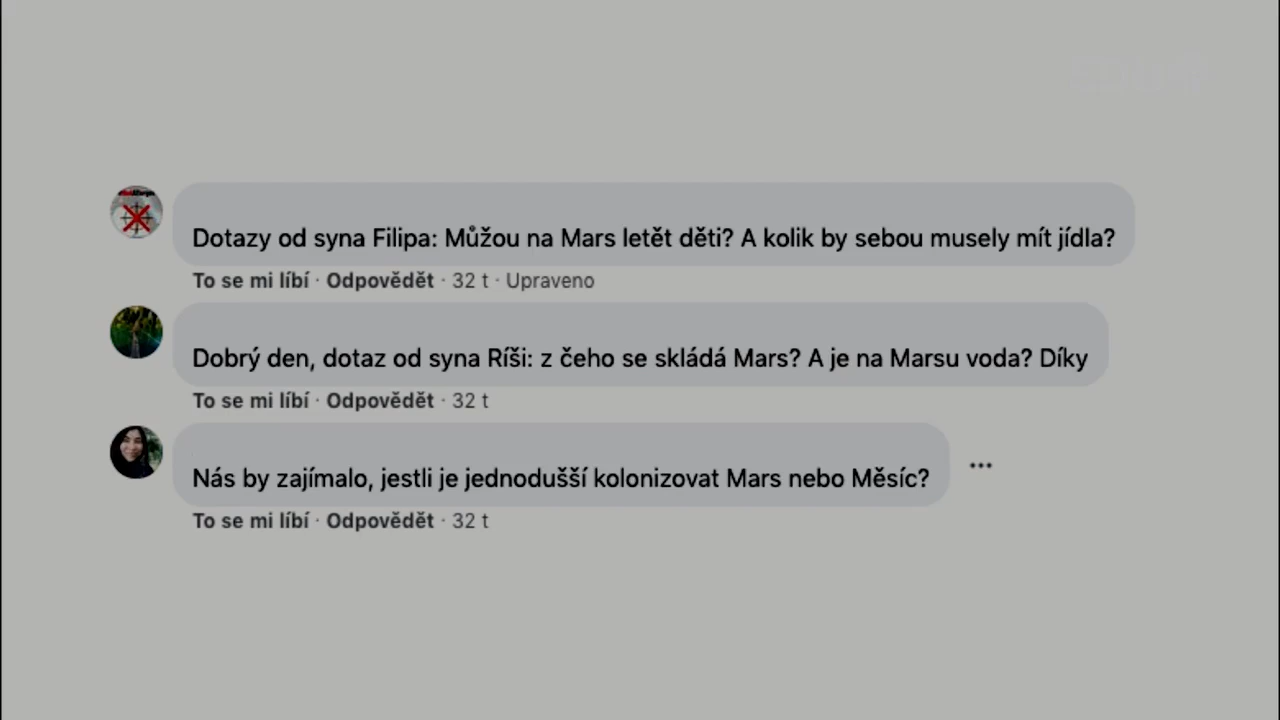 Dotazy od syna Filipa: Můžou na Mars letět děti? A kolik by sebou musely mít jídla?
To se mi líbí · Odpovědět · 32 t · Upraveno
Dobrý den, dotaz od syna Ríši: z čeho se skládá Mars? A je na Marsu voda? Díky
To se mi líbí · Odpovědět · 32 t
Nás by zajímalo, jestli je jednodušší kolonizovat Mars nebo Měsíc?
To se mi líbí · Odpovědět · 32 t